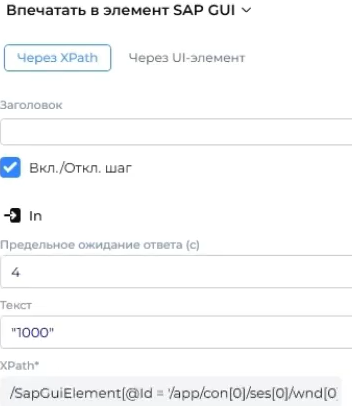 Впечатать в элемент SAP GUI
Через XPath Через UI-элемент
Заголовок
Вкл./Откл. шаг
In
Предельное ожидание ответа (с)
4
Текст
"1000"
XPath*
/SapGuiElement[@Id = '/app/con[0]/ses[0]/wnd[0]